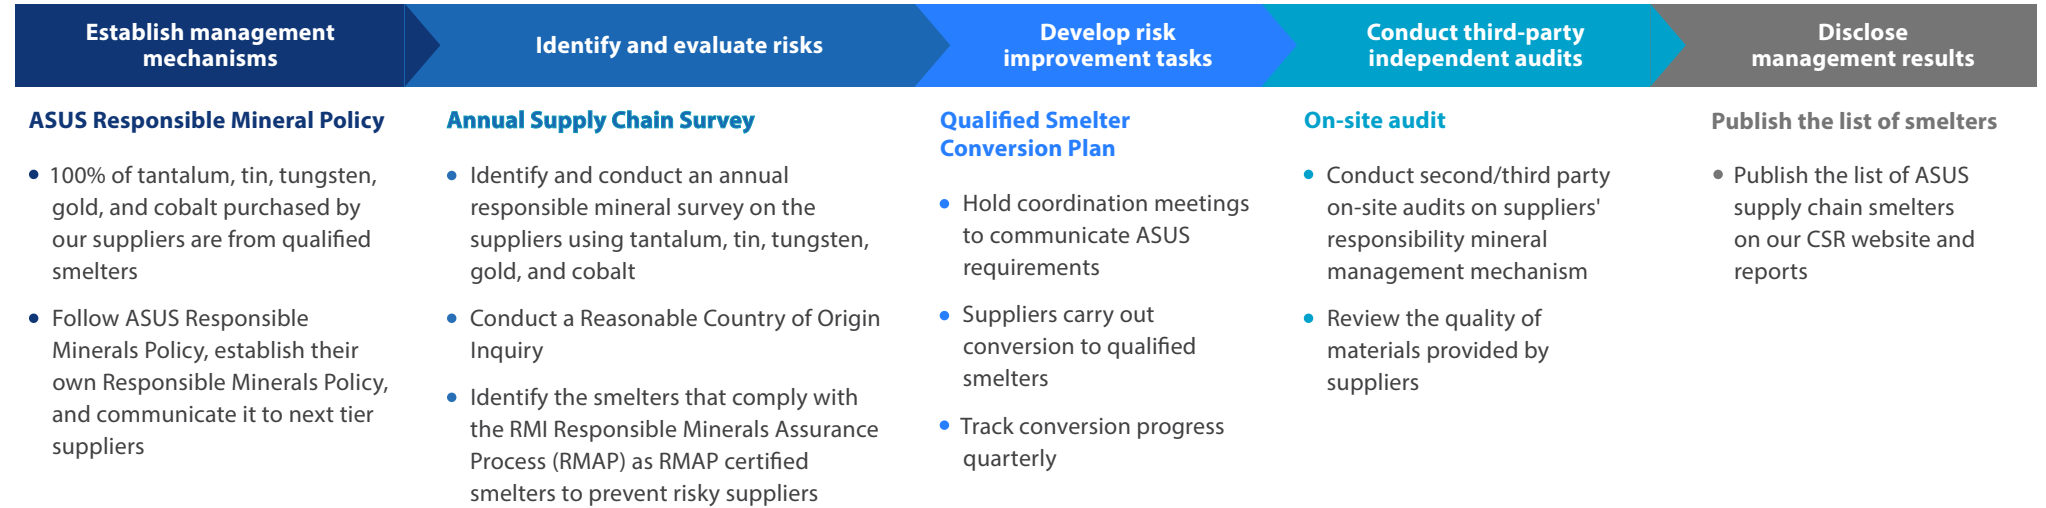 Establish management
mechanisms
Identify and evaluate risks
Develop risk
improvement tasks
Conduct third-party
independent audits
Disclose
management results
ASUS Responsible Mineral Policy
• 100% of tantalum, tin, tungsten,
gold, and cobalt purchased by
our suppliers are from qualified
smelters
• Follow ASUS Responsible
Minerals Policy, establish their
own Responsible Minerals Policy,
and communicate it to next tier
suppliers
Annual Supply Chain Survey
• Identify and conduct an annual
responsible mineral survey on the
suppliers using tantalum, tin, tungsten,
gold, and cobalt
• Conduct a Reasonable Country of Origin
Inquiry
• Identify the smelters that comply with
the RMI Responsible Minerals Assurance
Process (RMAP) as RMAP certified
smelters to prevent risky suppliers
Qualified Smelter
Conversion Plan
• Hold coordination meetings
to communicate ASUS
requirements
• Suppliers carry out
conversion to qualified
smelters
• Track conversion progress
quarterly
On-site audit
• Conduct second/third party
on-site audits on suppliers'
responsibility mineral
management mechanism
• Review the quality of
materials provided by
suppliers
Publish the list of smelters
• Publish the list of ASUS
supply chain smelters
on our CSR website and
reports